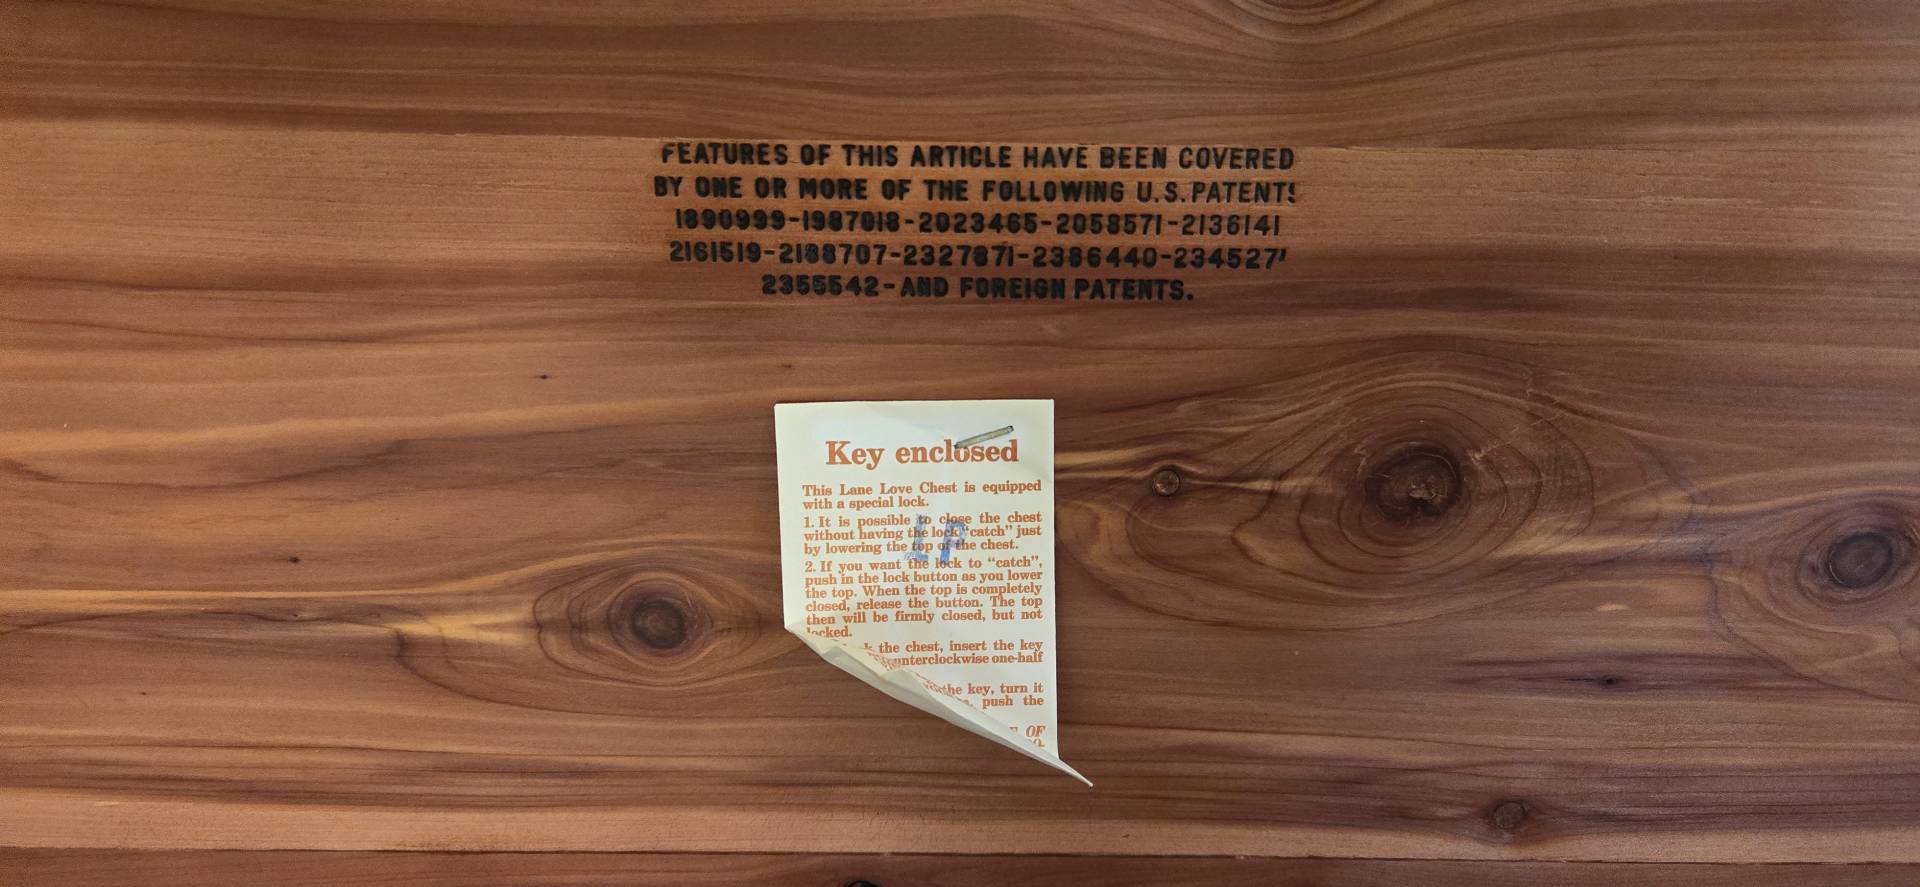 FEATURES OF THIS ARTICLE HAVE BEEN COVERED
BY ONE OR MORE OF THE FOLLOWING U.S. PATENTS
1890999-1987018-2023465-2058571-2136141
2161519-2188707-2327871-2386440-234527
2355542-AND FOREIGN PATENTS.
Key enclosed
This Lane Love Chest is equipped
with a special lock.
1. It is possible to close the chest
without having the lock "catch" just
by lowering the top of the chest.
LP
2. If you want the lock to "catch",
push in the lock button as you lower
the top. When the top is completely
closed, release the button. The top
then will be firmly closed, but not
locked.
the chest, insert the key
counterclockwise one-half
the key, turn it
push the
OF